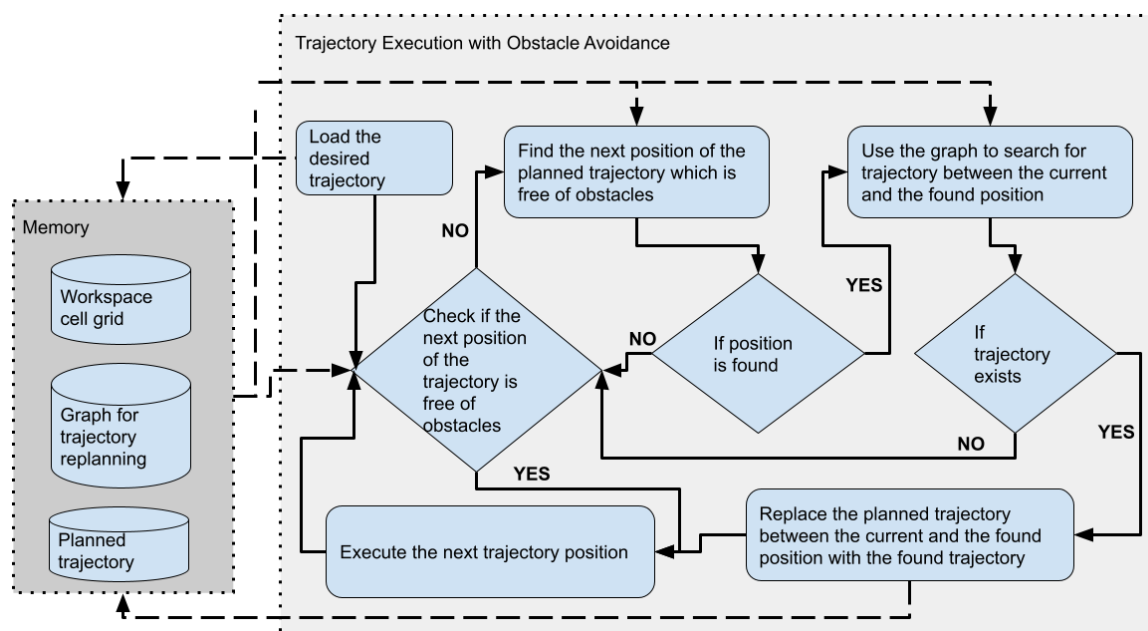 Trajectory Execution with Obstacle Avoidance
Load the
desired
trajectory
Find the next position of the
planned trajectory which is
free of obstacles
Use the graph to search for
trajectory between the current
and the found position
Memory
NO
YES
Workspace
cell grid
Check if the
next position
of the
trajectory is
free of
obstacles
NO
If position
is found
If
trajectory
exists
Graph for
trajectory
replanning
YES
NO
YES
Planned
trajectory
Execute the next trajectory position
Replace the planned trajectory
between the current and the found
position with the found trajectory